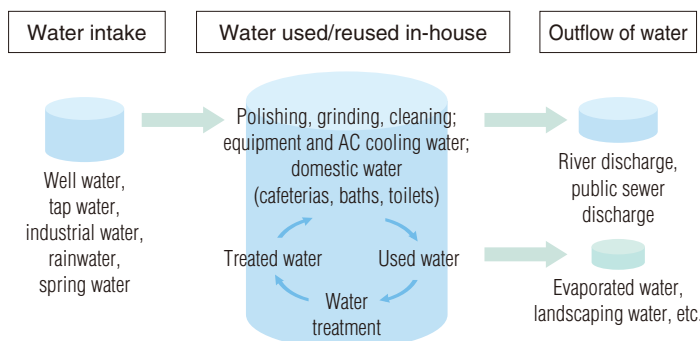 Water intake
Water used/reused in-house
Outflow of water
Well water,
tap water,
industrial water,
rainwater,
spring water
Polishing, grinding, cleaning;
equipment and AC cooling water;
domestic water
(cafeterias, baths, toilets)
Treated water
Used water
Water
treatment
River discharge,
public sewer
discharge
Evaporated water,
landscaping water, etc.